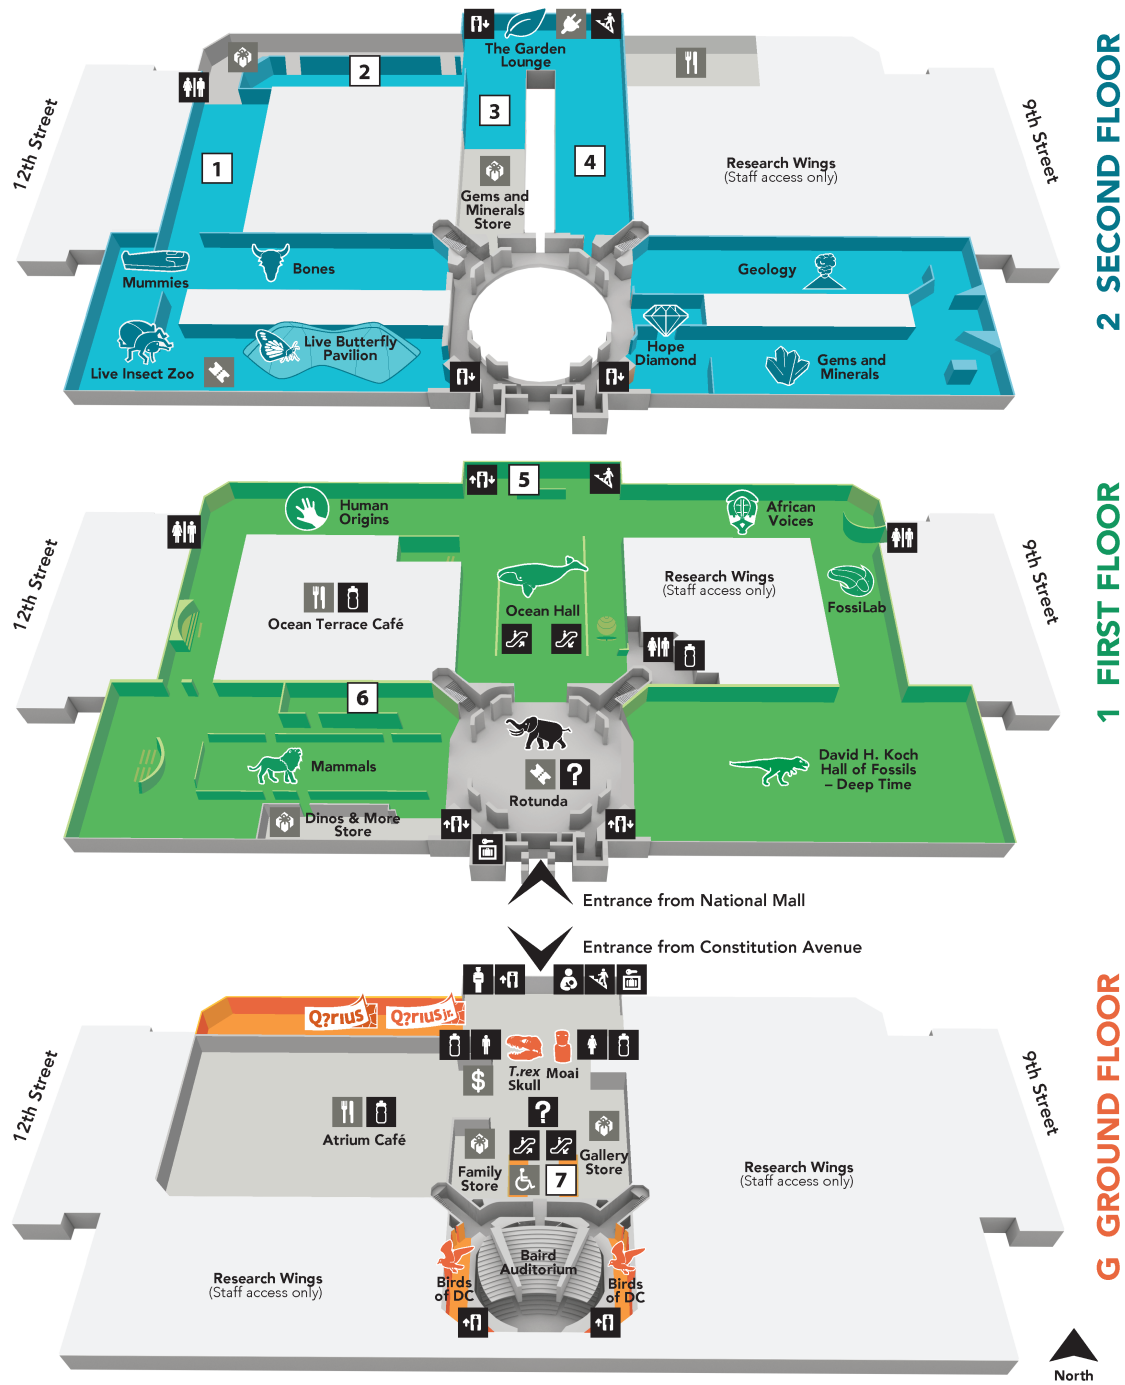 The Garden
Lounge
2
3
1
4
12th Street
9th Street
Research Wings
(Staff access only)
Gems and
Minerals
Store
Mummies
Bones
Geology
Live Insect Zoo
Live Butterfly
Pavilion
Hope
Diamond
Gems and
Minerals
2 SECOND FLOOR
5
Human
Origins
African
Voices
12th Street
9th Street
Ocean Terrace Café
Ocean Hall
Research Wings
(Staff access only)
FossiLab
6
Mammals
?
Rotunda
David H. Koch
Hall of Fossils
– Deep Time
Dinos & More
Store
1 FIRST FLOOR
Entrance from National Mall
Entrance from Constitution Avenue
Q?rius
Q?rius jr.
12th Street
9th Street
T.rex
Skull
Moai
$
?
Atrium Café
Family
Store
Gallery
Store
7
Research Wings
(Staff access only)
Baird
Auditorium
Birds
of DC
Birds
of DC
Research Wings
(Staff access only)
G GROUND FLOOR
North